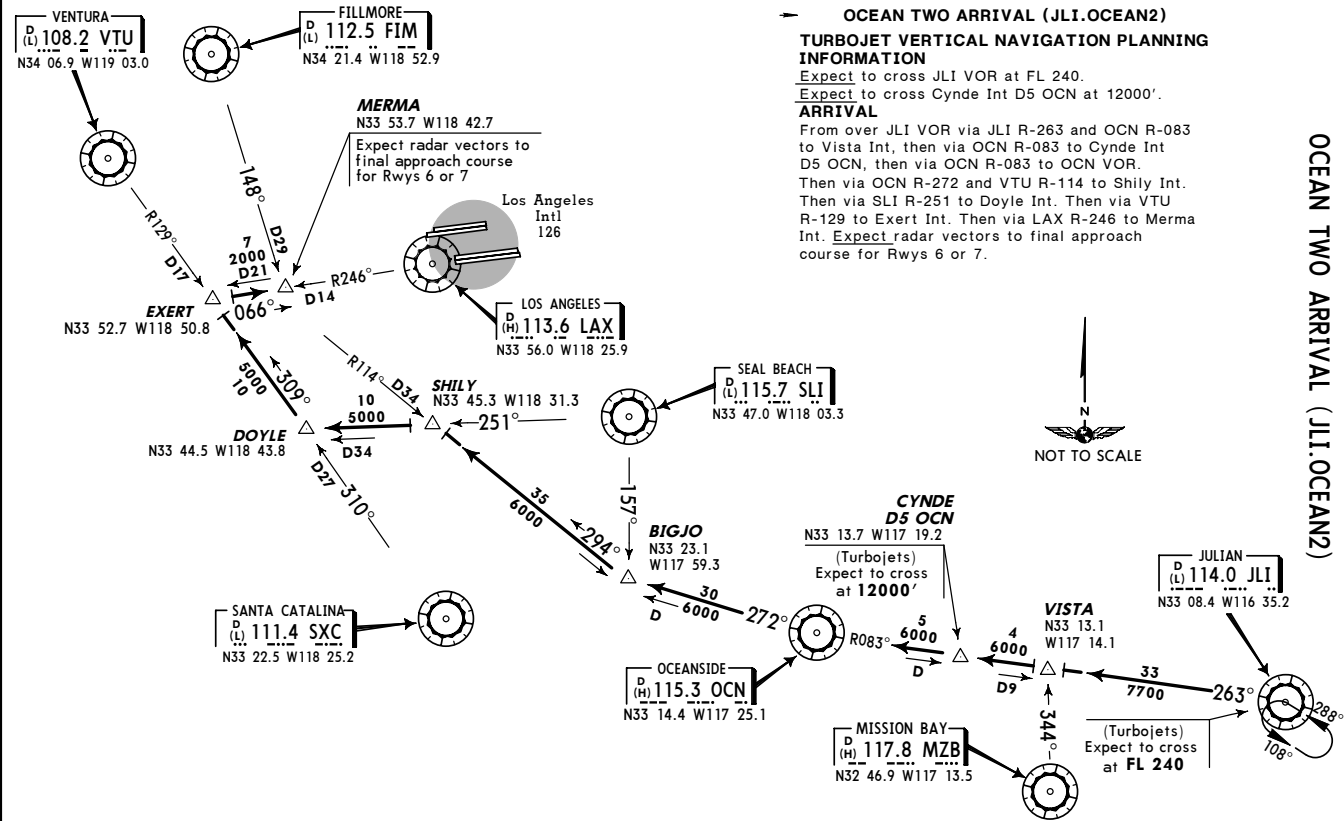 VENTURA
D
(L) 108.2 VTU
N34 06.9 W119 03.0
FILLMORE
D
(L) 112.5 FIM
N34 21.4 W118 52.9
OCEAN TWO ARRIVAL (JLI.OCEAN2)
TURBOJET VERTICAL NAVIGATION PLANNING
INFORMATION
Expect to cross JLI VOR at FL 240.
Expect to cross Cynde Int D5 OCN at 12000'.
ARRIVAL
From over JLI VOR via JLI R-263 and OCN R-083
to Vista Int, then via OCN R-083 to Cynde Int
D5 OCN, then via OCN R-083 to OCN VOR.
Then via OCN R-272 and VTU R-114 to Shily Int.
Then via SLI R-251 to Doyle Int. Then via VTU
R-129 to Exert Int. Then via LAX R-246 to Merma
Int. Expect radar vectors to final approach
course for Rwys 6 or 7.
OCEAN TWO ARRIVAL (JLI.OCEAN2)
MERMA
N33 53.7 W118 42.7
Expect radar vectors to
final approach course
for Rwys 6 or 7
148°
D29
Los Angeles
Intl
126
R129°
D17
7
2000
D21
R246°
D14
066°
EXERT
N33 52.7 W118 50.8
LOS ANGELES
D
(H) 113.6 LAX
N33 56.0 W118 25.9
5000
10
309°
R114°
D34
SHILY
N33 45.3 W118 31.3
10
5000
D34
251°
DOYLE
N33 44.5 W118 43.8
D27
310°
SEAL BEACH
D
(L) 115.7 SLI
N33 47.0 W118 03.3
N
NOT TO SCALE
157°
35
6000
294°
BIGJO
N33 23.1
W117 59.3
30
6000
D
272°
CYNDE
D5 OCN
N33 13.7 W117 19.2
(Turbojets)
Expect to cross
at 12000'
SANTA CATALINA
D
(L) 111.4 SXC
N33 22.5 W118 25.2
OCEANSIDE
D
(H) 115.3 OCN
N33 14.4 W117 25.1
R083°
5
6000
D
4
6000
D9
VISTA
N33 13.1
W117 14.1
JULIAN
D
(L) 114.0 JLI
N33 08.4 W116 35.2
33
7700
263°
288°
108°
(Turbojets)
Expect to cross
at FL 240
344°
MISSION BAY
D
(H) 117.8 MZB
N32 46.9 W117 13.5